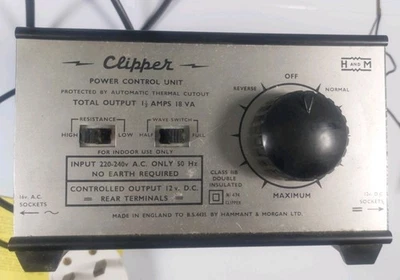 Clipper
H AND M
POWER CONTROL UNIT
PROTECTED BY AUTOMATIC THERMAL CUTOUT
TOTAL OUTPUT 1½ AMPS 18 VA
OFF
REVERSE
NORMAL
RESISTANCE
HIGH
LOW
WAVE SWITCH
HALF
FULL
FOR INDOOR USE ONLY
INPUT 220-240v A.C. ONLY 50 Hz
NO EARTH REQUIRED
CONTROLLED OUTPUT 12v. D.C.
REAR TERMINALS
CLASS
DOUBLE
INSULATED
MAXIMUM
A.C.
SOCKETS
D.C.
SOCKETS
MADE IN ENGLAND TO B.S. BY HAMMANT & MORGAN LTD.